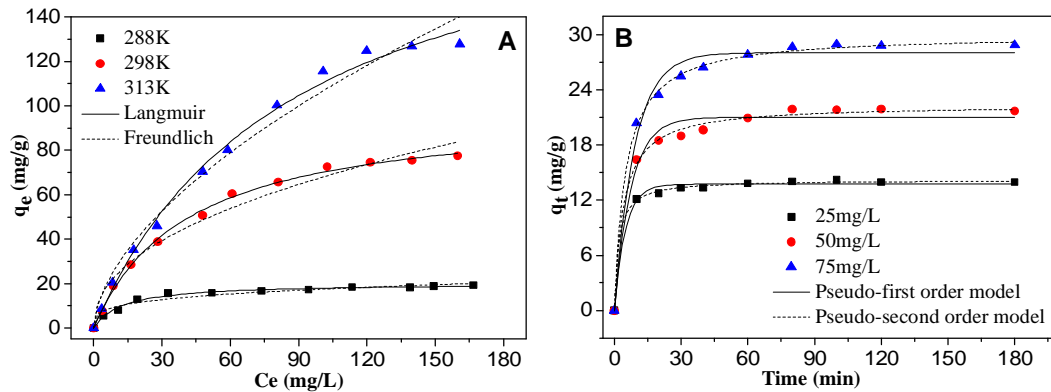 A
140
120
100
80
60
40
20
0
qe (mg/g)
288K
298K
313K
Langmuir
Freundlich
0 30 60 90 120 150 180
Ce (mg/L)
B
30
24
18
12
6
0
qt (mg/g)
25mg/L
50mg/L
75mg/L
Pseudo-first order model
Pseudo-second order model
0 30 60 90 120 150 180
Time (min)